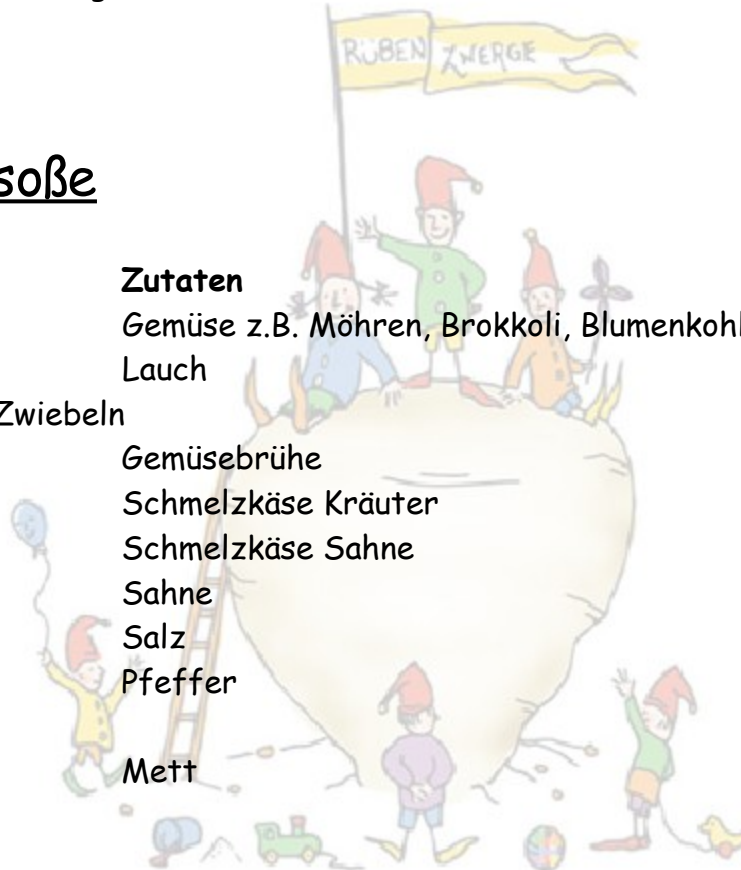 RÜBEN ZWERGE
soße
Zutaten
Gemüse z.B. Möhren, Brokkoli, Blumenkohl
Lauch
Zwiebeln
Gemüsebrühe
Schmelzkäse Kräuter
Schmelzkäse Sahne
Sahne
Salz
Pfeffer
Mett